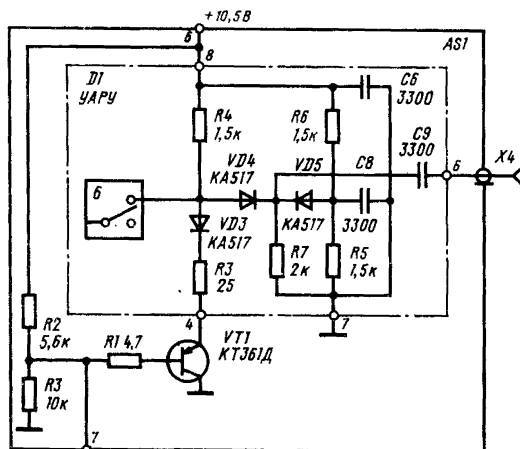 +10,5В
6
AS1
8
D1
УАРУ
R4
1,5к
R6
1,5к
C6
3300
C9
3300
6
X4
6
VD4
КА517
VD5
КА517
C8
3300
VD3
КА517
R7
2к
R5
1,5к
R3
25
4
7
R2
5,6к
R1 4,7
VT1
КТ361Д
R3
10к
7